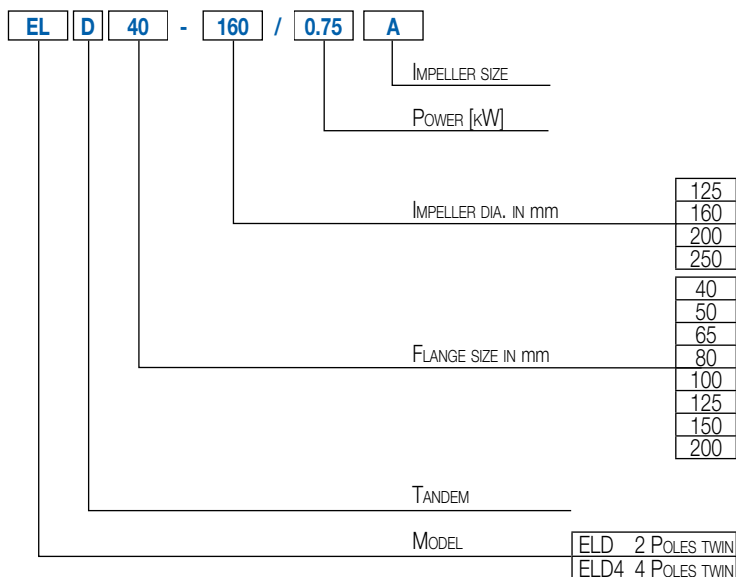 EL D 40 - 160 / 0.75 A
IMPELLER SIZE
POWER [KW]
IMPELLER DIA. IN mm
125
160
200
250
FLANGE SIZE IN mm
40
50
65
80
100
125
150
200
TANDEM
MODEL
ELD 2 POLES TWIN
ELD4 4 POLES TWIN